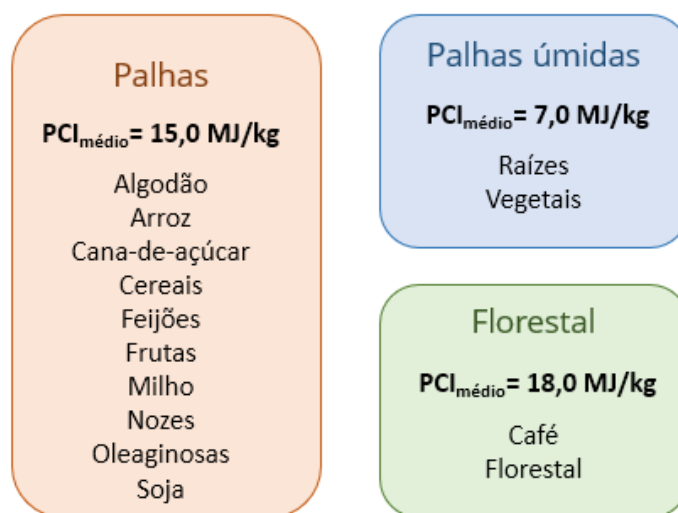 Palhas
PCImédio= 15,0 MJ/kg
Algodão
Arroz
Cana-de-açúcar
Cereais
Feijões
Frutas
Milho
Nozes
Oleaginosas
Soja
Palhas úmidas
PCImédio= 7,0 MJ/kg
Raízes
Vegetais
Florestal
PCImédio= 18,0 MJ/kg
Café
Florestal